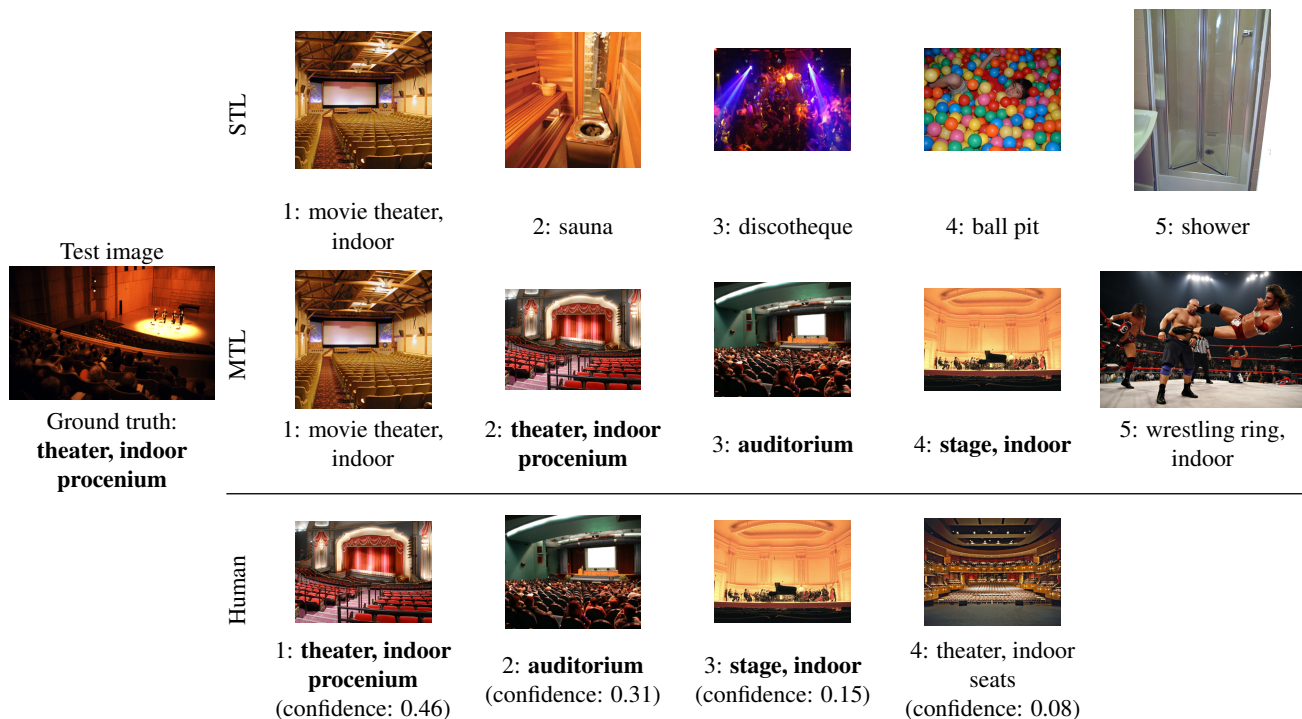 STL
1: movie theater,
indoor
2: sauna
3: discotheque
4: ball pit
5: shower
Test image
Ground truth:
theater, indoor
procenium
MTL
1: movie theater,
indoor
2: theater, indoor
procenium
3: auditorium
4: stage, indoor
5: wrestling ring,
indoor
Human
1: theater, indoor
procenium
(confidence: 0.46)
2: auditorium
(confidence: 0.31)
3: stage, indoor
(confidence: 0.15)
4: theater, indoor
seats
(confidence: 0.08)